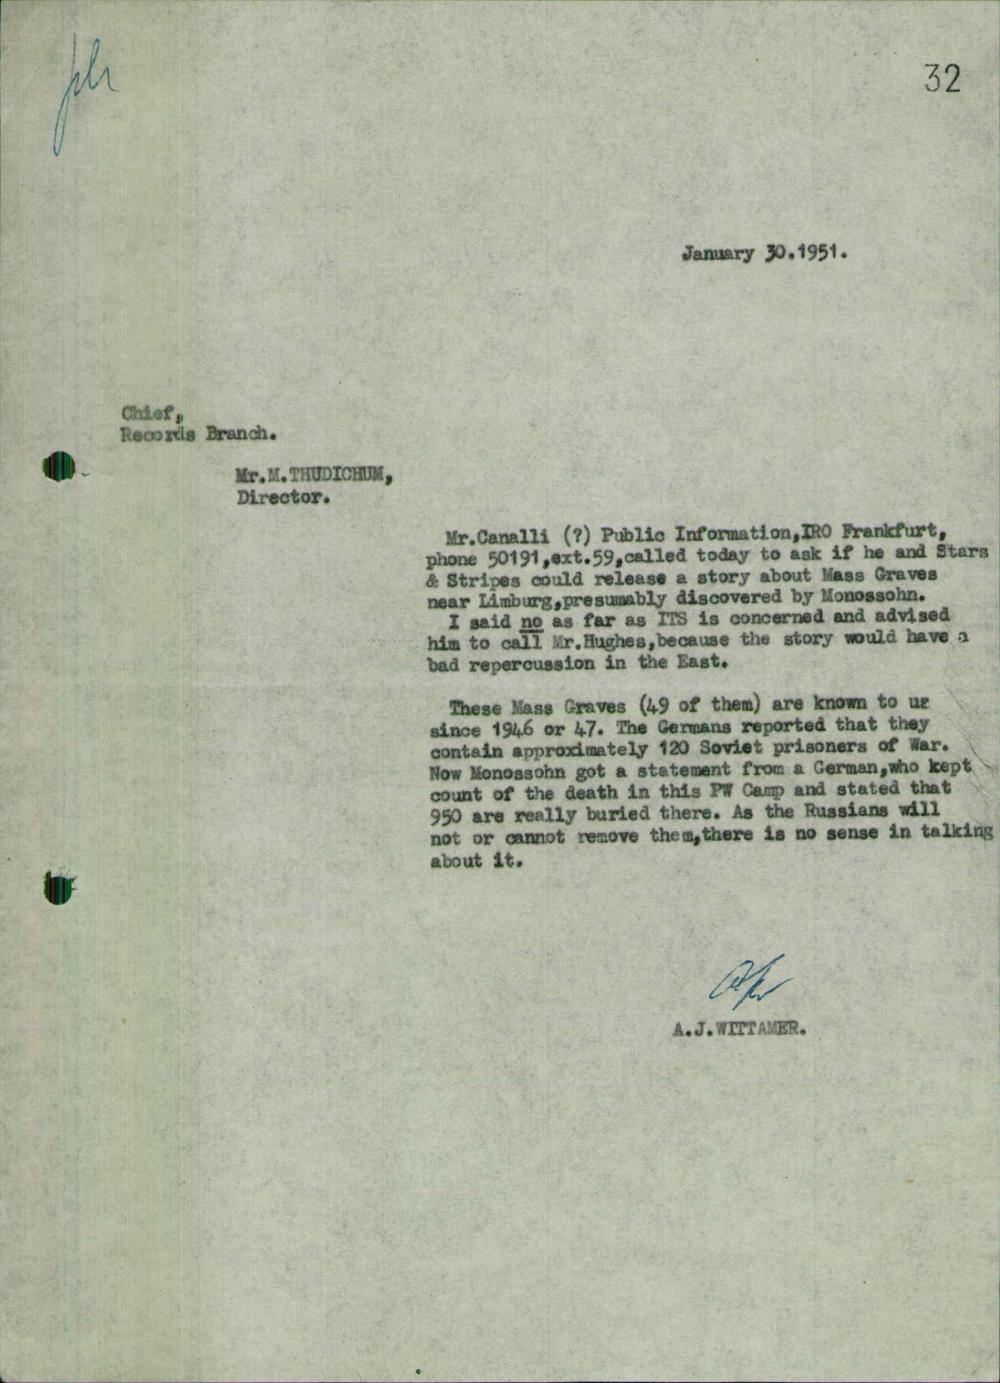 32
January 30.1951.
Chief,
Records Branch.
Mr.M.THUDICHUM,
Director.
Mr.Canalli (?) Public Information,IRO Frankfurt,
phone 50191,ext.59,called today to ask if he and Stars
& Stripes could release a story about Mass Graves
near Limburg,presumably discovered by Monossohn.
I said no as far as ITS is concerned and advised
him to call Mr.Hughes,because the story would have a
bad repercussion in the East.
These Mass Graves (49 of them) are known to us
since 1946 or 47. The Germans reported that they
contain approximately 120 Soviet prisoners of War.
Now Monossohn got a statement from a German,who kept
count of the death in this PW Camp and stated that
950 are really buried there. As the Russians will
not or cannot remove them,there is no sense in talking
about it.
A.J.WITTAMER.